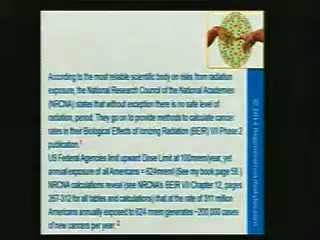 According to the most reliable scientific body on risks from radiation
exposure, the National Research Council of the National Academies
(NRCNA) states that without exception there is no safe level of
radiation, period. They go on to provide methods to calculate cancer
rates in their Biological Effects of Ionizing Radiation (BEIR) VII Phase 2
publication.1
US Federal Agencies limit upward Dose Limit at 100mrem/year, yet
annual exposure of all Americans = 624mrem! (See my book page 56.)
NRCNA calculations reveal (see NRCNA's BEIR VII Chapter 12, pages
267-312 for all tables and calculations) that at the rate of 311 million
Americans annually exposed to 624 mrem generates ~200,000 cases
of new cancers per year. 2
© 2014